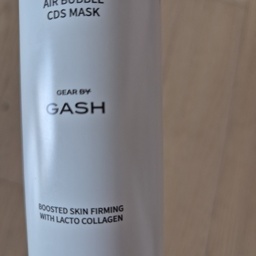 AIR BUBBLE
CDS MASK
GEAR BY
GASH
BOOSTED SKIN FIRMING
WITH LACTO COLLAGEN